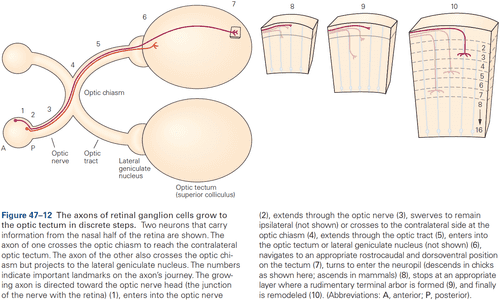 6
7
8
9
10
5
4
Optic chiasm
2
3
4
5
6
7
8
16
1
2
3
A
P
Optic
nerve
Optic
tract
Lateral
geniculate
nucleus
Optic tectum
(superior colliculus)
Figure 47–12 The axons of retinal ganglion cells grow to
the optic tectum in discrete steps. Two neurons that carry
information from the nasal half of the retina are shown. The
axon of one crosses the optic chiasm to reach the contralateral
optic tectum. The axon of the other also crosses the optic chi-
asm but projects to the lateral geniculate nucleus. The numbers
indicate important landmarks on the axon's journey. The grow-
ing axon is directed toward the optic nerve head (the junction
of the nerve with the retina) (1), enters into the optic nerve
(2), extends through the optic nerve (3), swerves to remain
ipsilateral (not shown) or crosses to the contralateral side at the
optic chiasm (4), extends through the optic tract (5), enters into
the optic tectum or lateral geniculate nucleus (not shown) (6),
navigates to an appropriate rostrocaudal and dorsoventral position
on the tectum (7), turns to enter the neuropil (descends in chicks
as shown here; ascends in mammals) (8), stops at an appropriate
layer where a rudimentary terminal arbor is formed (9), and finally
is remodeled (10). (Abbreviations: A, anterior; P, posterior).